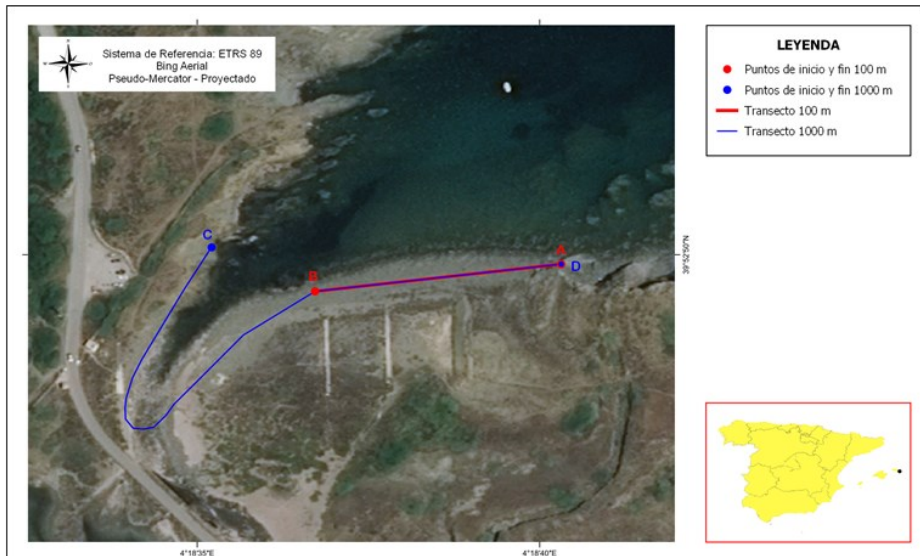 Sistema de Referencia: ETRS 89
Bing Aerial
Pseudo-Mercator - Proyectado
LEYENDA
Puntos de inicio y fin 100 m
Puntos de inicio y fin 1000 m
Transecto 100 m
Transecto 1000 m
C
A
D
B
39°52'50"N
4°18'35"E
4°18'40"E